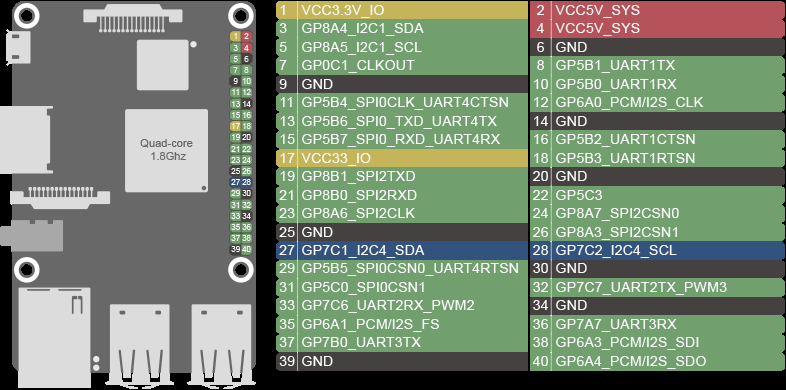 1 2
3 4
5 6
7 8
9 10
11 12
13 14
15 16
17 18
19 20
21 22
23 24
25 26
27 28
29 30
31 32
33 34
35 36
37 38
39 40
Quad-core
1.8Ghz
1 VCC3.3V_IO 2 VCC5V_SYS
3 GP8A4_I2C1_SDA 4 VCC5V_SYS
5 GP8A5_I2C1_SCL 6 GND
7 GP0C1_CLKOUT 8 GP5B1_UART1TX
9 GND 10 GP5B0_UART1RX
11 GP5B4_SPI0CLK_UART4CTSN 12 GP6A0_PCM/I2S_CLK
13 GP5B6_SPI0_TXD_UART4TX 14 GND
15 GP5B7_SPI0_RXD_UART4RX 16 GP5B2_UART1CTSN
17 VCC33_IO 18 GP5B3_UART1RTSN
19 GP8B1_SPI2TXD 20 GND
21 GP8B0_SPI2RXD 22 GP5C3
23 GP8A6_SPI2CLK 24 GP8A7_SPI2CSN0
25 GND 26 GP8A3_SPI2CSN1
27 GP7C1_I2C4_SDA 28 GP7C2_I2C4_SCL
29 GP5B5_SPI0CSN0_UART4RTSN 30 GND
31 GP5C0_SPI0CSN1 32 GP7C7_UART2TX_PWM3
33 GP7C6_UART2RX_PWM2 34 GND
35 GP6A1_PCM/I2S_FS 36 GP7A7_UART3RX
37 GP7B0_UART3TX 38 GP6A3_PCM/I2S_SDI
39 GND 40 GP6A4_PCM/I2S_SDO